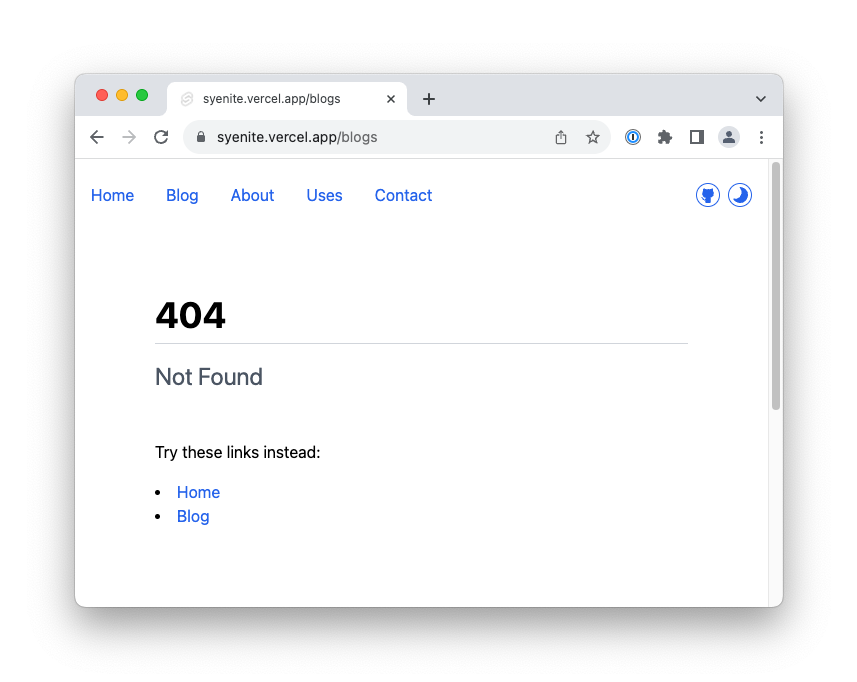 syenite.vercel.app/blogs
syenite.vercel.app/blogs
Home Blog About Uses Contact
404
Not Found
Try these links instead:
Home
Blog